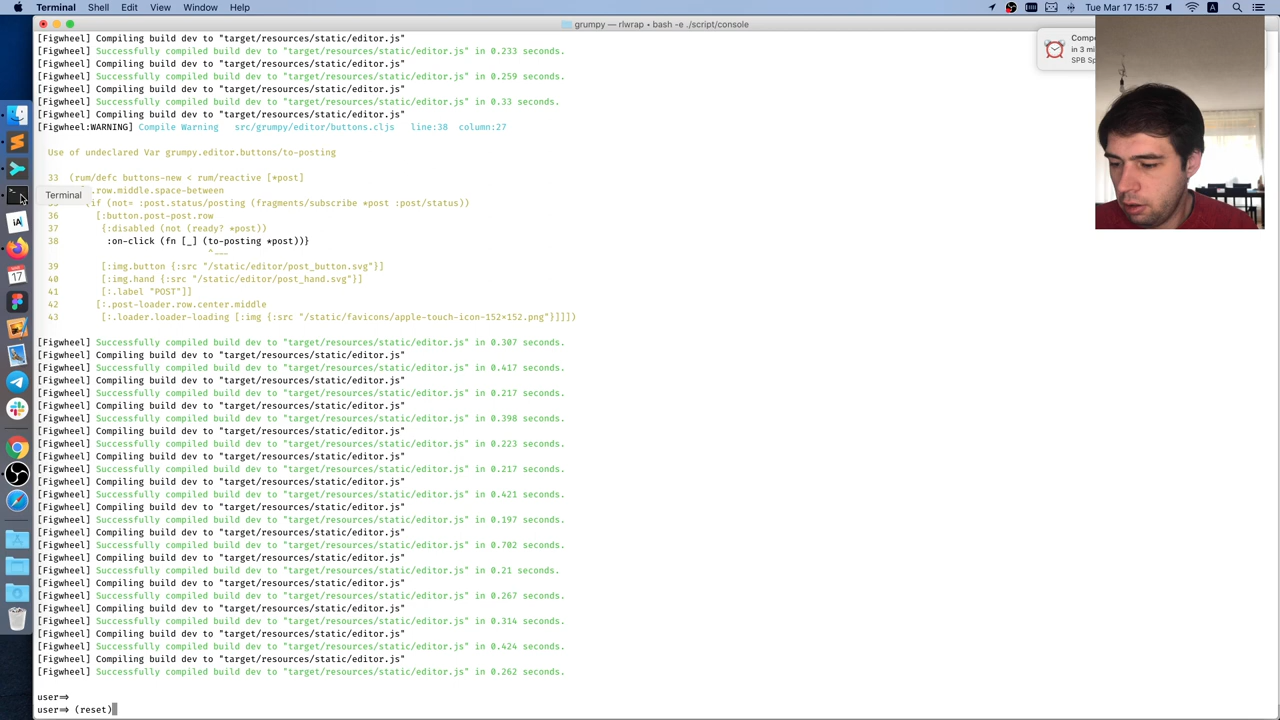 Terminal Shell Edit View Window Help
Tue Mar 17 15:57
grumpy — rlwrap • bash -e ./script/console
[Figwheel] Compiling build dev to "target/resources/static/editor.js"
[Figwheel] Successfully compiled build dev to "target/resources/static/editor.js" in 0.233 seconds.
[Figwheel] Compiling build dev to "target/resources/static/editor.js"
[Figwheel] Successfully compiled build dev to "target/resources/static/editor.js" in 0.259 seconds.
[Figwheel] Compiling build dev to "target/resources/static/editor.js"
[Figwheel] Successfully compiled build dev to "target/resources/static/editor.js" in 0.33 seconds.
[Figwheel] Compiling build dev to "target/resources/static/editor.js"
[Figwheel:WARNING] Compile Warning src/grumpy/editor/buttons.cljs line:38 column:27
Use of undeclared Var grumpy.editor.buttons/to-posting
33 (rum/defc buttons-new < rum/reactive [*post]
.row.middle.space-between
(if (not= :post.status/posting (fragments/subscribe *post :post/status))
36 [:button.post-post.row
37 {:disabled (not (ready? *post))
38 :on-click (fn [_] (to-posting *post))}
^---
39 [:img.button {:src "/static/editor/post_button.svg"}]
40 [:img.hand {:src "/static/editor/post_hand.svg"}]
41 [:.label "POST"]]
42 [:.post-loader.row.center.middle
43 [:.loader.loader-loading [:img {:src "/static/favicons/apple-touch-icon-152×152.png"}]]])
[Figwheel] Successfully compiled build dev to "target/resources/static/editor.js" in 0.307 seconds.
[Figwheel] Compiling build dev to "target/resources/static/editor.js"
[Figwheel] Successfully compiled build dev to "target/resources/static/editor.js" in 0.417 seconds.
[Figwheel] Compiling build dev to "target/resources/static/editor.js"
[Figwheel] Successfully compiled build dev to "target/resources/static/editor.js" in 0.217 seconds.
[Figwheel] Compiling build dev to "target/resources/static/editor.js"
[Figwheel] Successfully compiled build dev to "target/resources/static/editor.js" in 0.398 seconds.
[Figwheel] Compiling build dev to "target/resources/static/editor.js"
[Figwheel] Successfully compiled build dev to "target/resources/static/editor.js" in 0.223 seconds.
[Figwheel] Compiling build dev to "target/resources/static/editor.js"
[Figwheel] Successfully compiled build dev to "target/resources/static/editor.js" in 0.217 seconds.
[Figwheel] Compiling build dev to "target/resources/static/editor.js"
[Figwheel] Successfully compiled build dev to "target/resources/static/editor.js" in 0.421 seconds.
[Figwheel] Compiling build dev to "target/resources/static/editor.js"
[Figwheel] Successfully compiled build dev to "target/resources/static/editor.js" in 0.197 seconds.
[Figwheel] Compiling build dev to "target/resources/static/editor.js"
[Figwheel] Successfully compiled build dev to "target/resources/static/editor.js" in 0.702 seconds.
[Figwheel] Compiling build dev to "target/resources/static/editor.js"
[Figwheel] Successfully compiled build dev to "target/resources/static/editor.js" in 0.21 seconds.
[Figwheel] Compiling build dev to "target/resources/static/editor.js"
[Figwheel] Successfully compiled build dev to "target/resources/static/editor.js" in 0.267 seconds.
[Figwheel] Compiling build dev to "target/resources/static/editor.js"
[Figwheel] Successfully compiled build dev to "target/resources/static/editor.js" in 0.314 seconds.
[Figwheel] Compiling build dev to "target/resources/static/editor.js"
[Figwheel] Successfully compiled build dev to "target/resources/static/editor.js" in 0.424 seconds.
[Figwheel] Compiling build dev to "target/resources/static/editor.js"
[Figwheel] Successfully compiled build dev to "target/resources/static/editor.js" in 0.262 seconds.
user=>
user=> (reset)
Terminal
iA
17
Comp
in 3 mi
SPB Sp
A